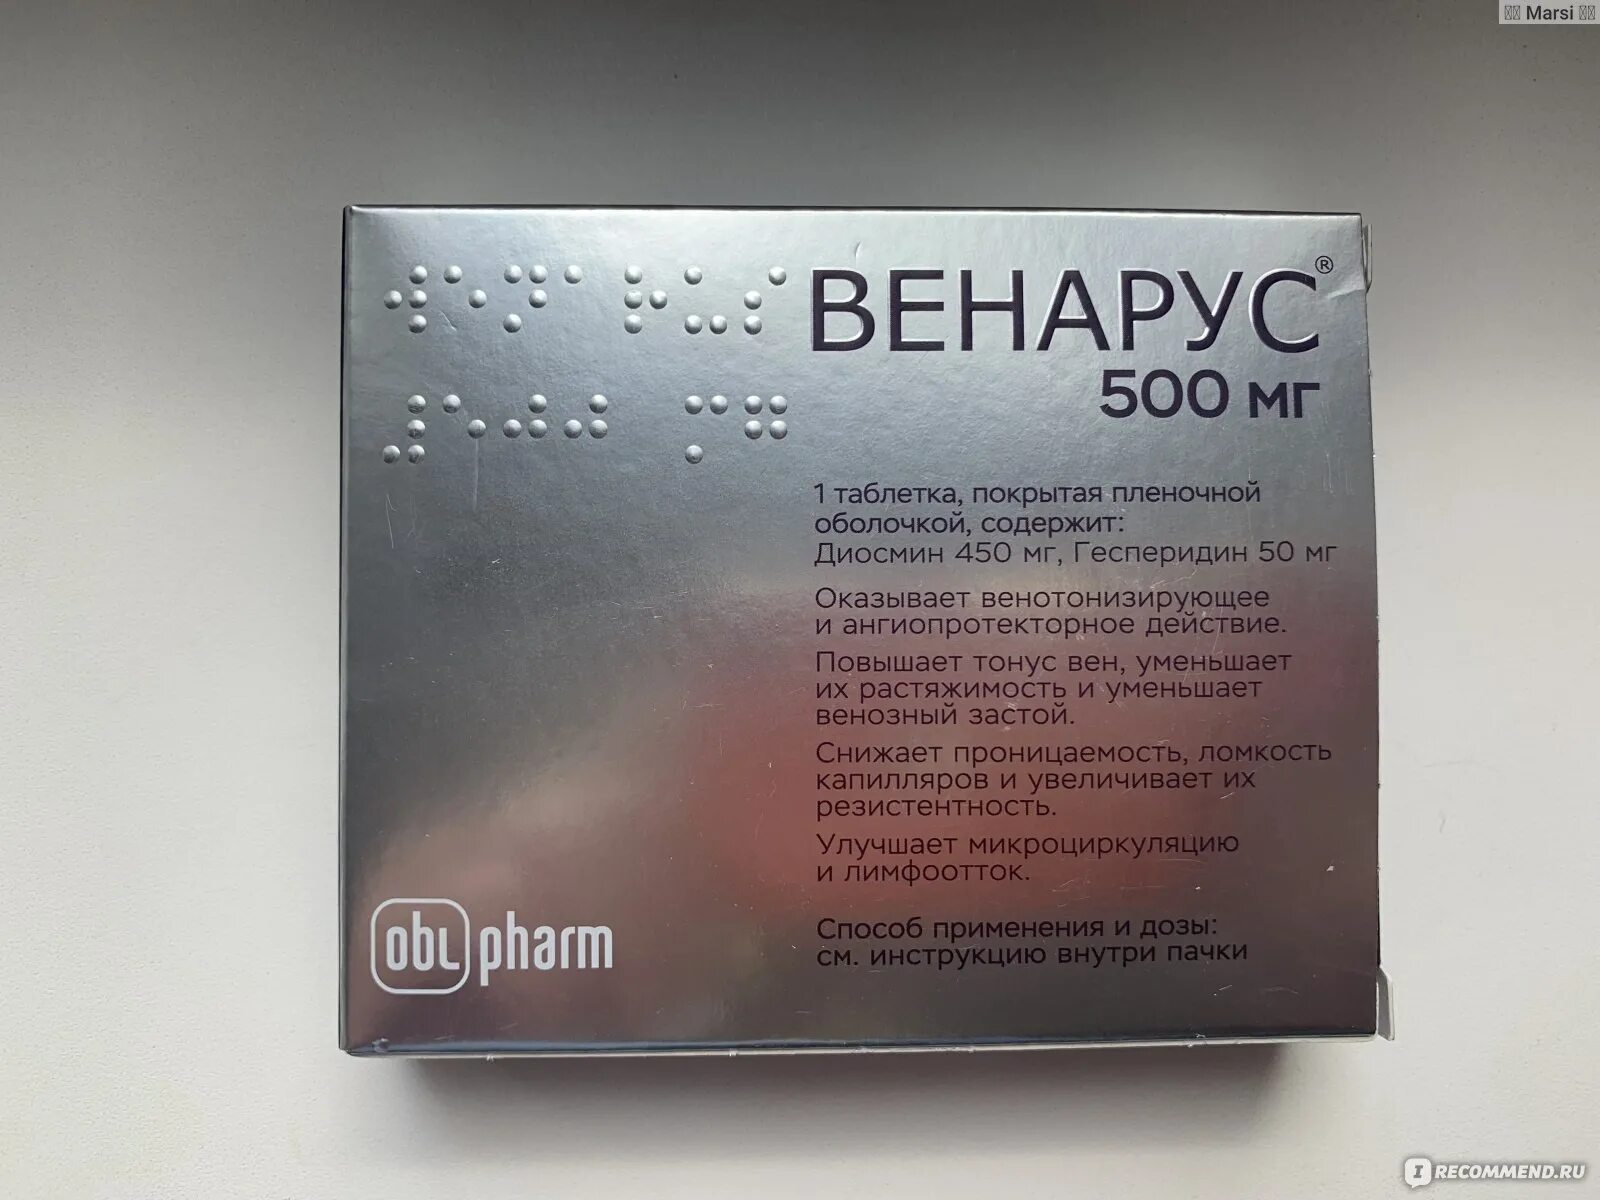 Marsi
ВЕНАРУС®
500 мг
1 таблетка, покрытая пленочной
оболочкой, содержит:
Диосмин 450 мг, Гесперидин 50 мг
Оказывает венотонизирующее
и ангиопротекторное действие.
Повышает тонус вен, уменьшает
их растяжимость и уменьшает
венозный застой.
Снижает проницаемость, ломкость
капилляров и увеличивает их
резистентность.
Улучшает микроциркуляцию
и лимфоотток.
Способ применения и дозы:
см. инструкцию внутри пачки
obl pharm
IRECOMMEND.RU